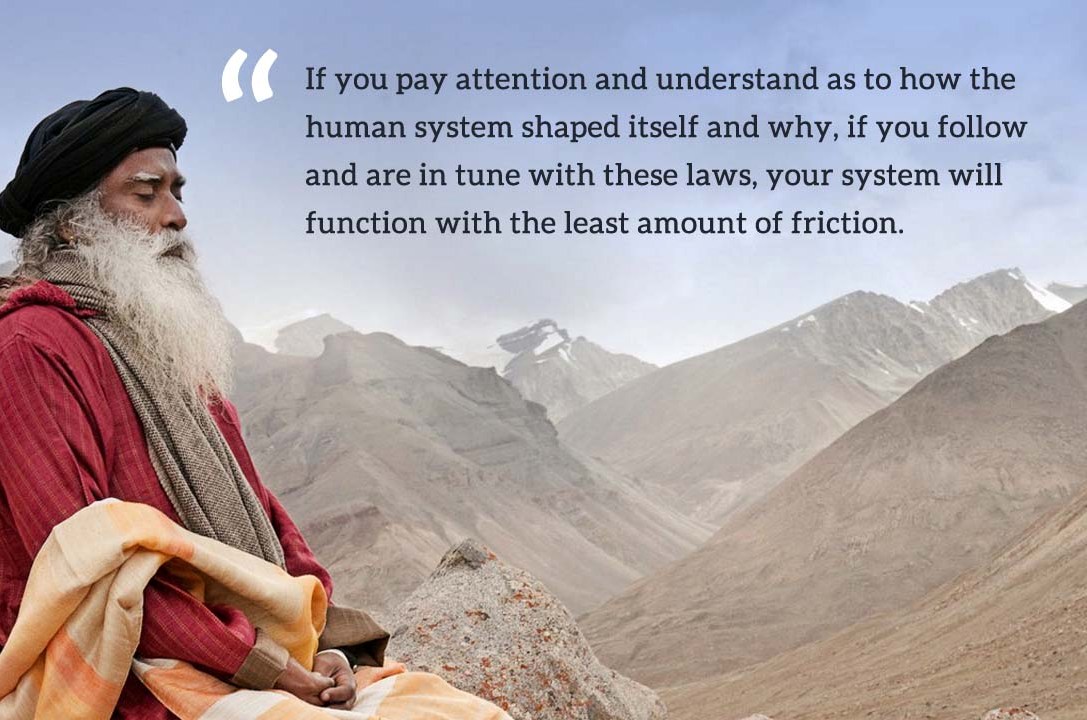 “
If you pay attention and understand as to how the
human system shaped itself and why, if you follow
and are in tune with these laws, your system will
function with the least amount of friction.